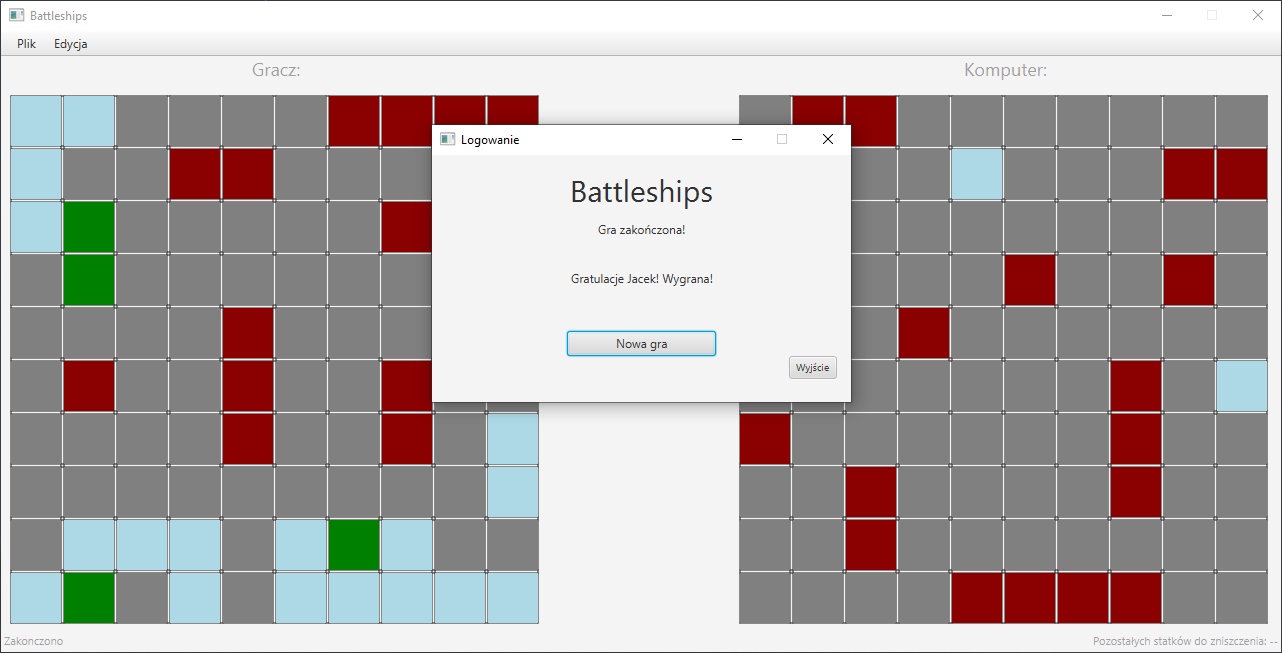 Battleships
Plik Edycja
Gracz:
Komputer:
Logowanie
Battleships
Gra zakończona!
Gratulacje Jacek! Wygrana!
Nowa gra
Wyjście
Zakonczono
Pozostałych statków do zniszczenia: --